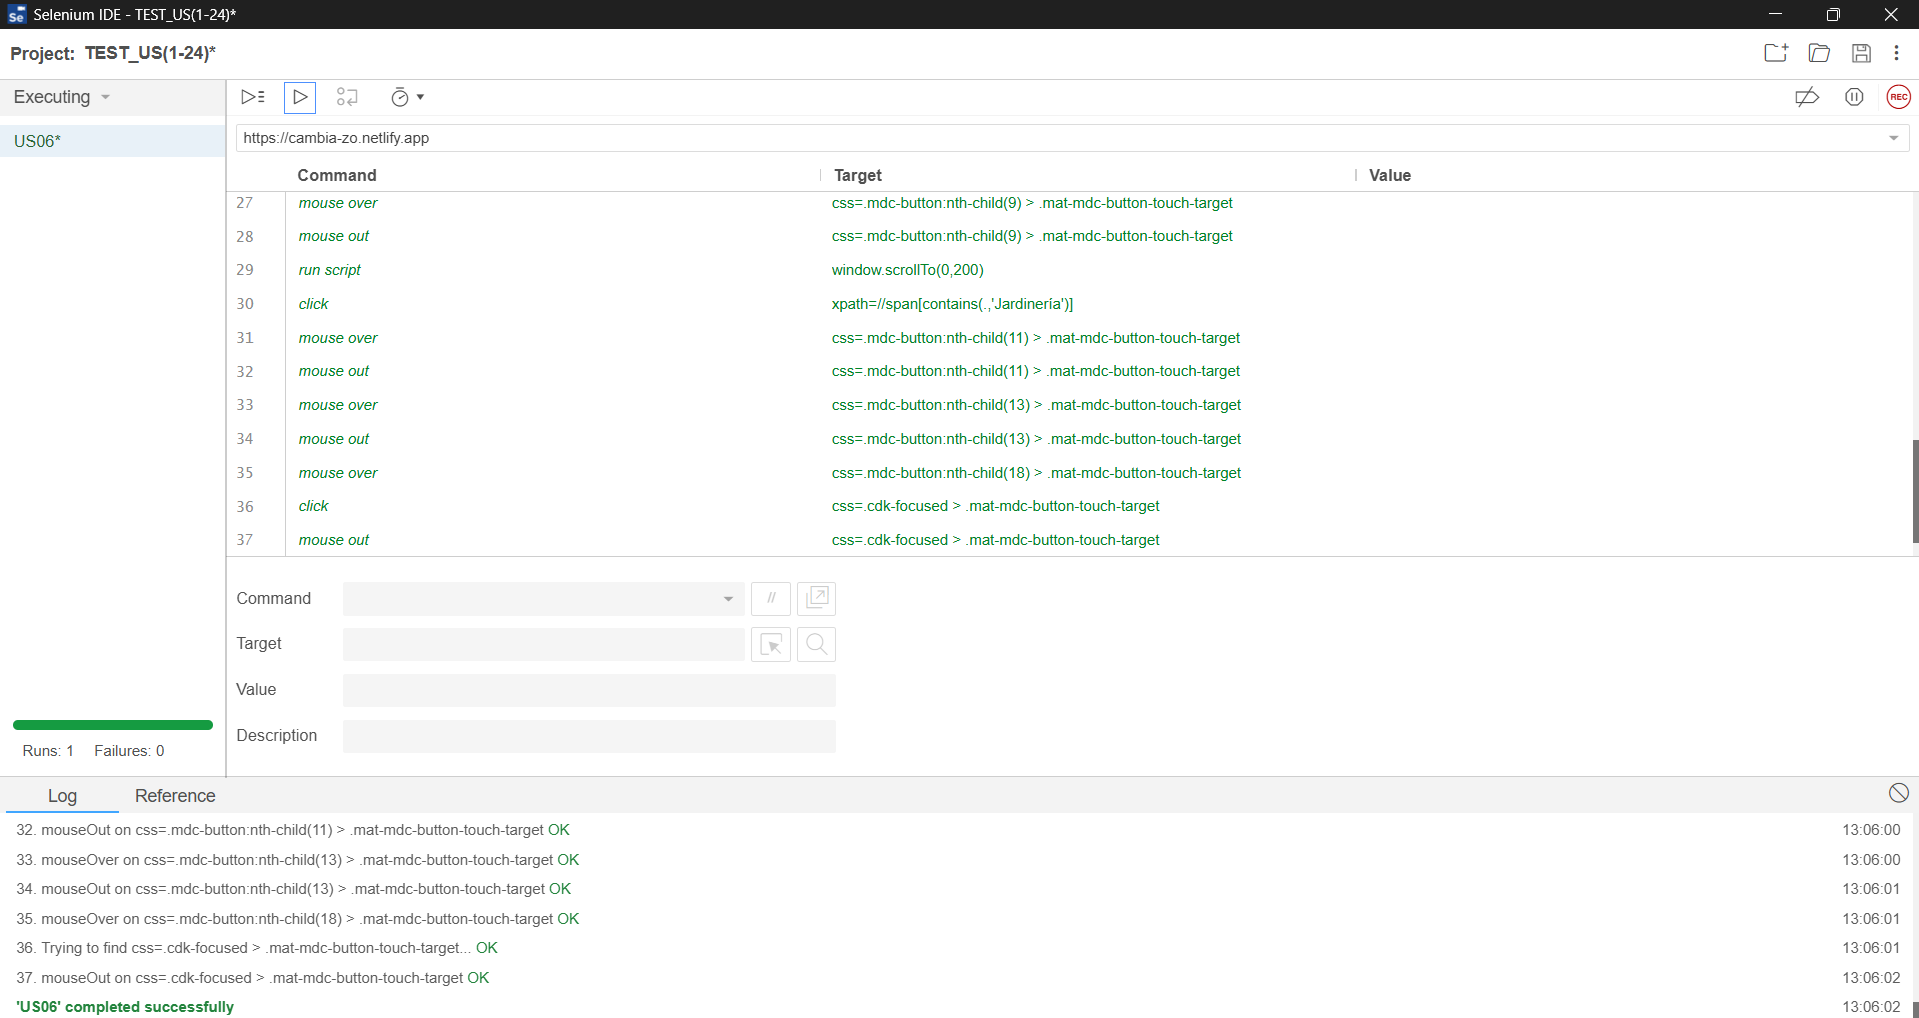 Selenium IDE - TEST_US(1-24)*
Project: TEST_US(1-24)*
Executing
US06*
https://cambia-zo.netlify.app
REC
Command Target Value
27 mouse over css=.mdc-button:nth-child(9) > .mat-mdc-button-touch-target
28 mouse out css=.mdc-button:nth-child(9) > .mat-mdc-button-touch-target
29 run script window.scrollTo(0,200)
30 click xpath=//span[contains(.,'Jardinería')]
31 mouse over css=.mdc-button:nth-child(11) > .mat-mdc-button-touch-target
32 mouse out css=.mdc-button:nth-child(11) > .mat-mdc-button-touch-target
33 mouse over css=.mdc-button:nth-child(13) > .mat-mdc-button-touch-target
34 mouse out css=.mdc-button:nth-child(13) > .mat-mdc-button-touch-target
35 mouse over css=.mdc-button:nth-child(18) > .mat-mdc-button-touch-target
36 click css=.cdk-focused > .mat-mdc-button-touch-target
37 mouse out css=.cdk-focused > .mat-mdc-button-touch-target
Command //
Target
Value
Description
Runs: 1 Failures: 0
Log Reference
32. mouseOut on css=.mdc-button:nth-child(11) > .mat-mdc-button-touch-target OK 13:06:00
33. mouseOver on css=.mdc-button:nth-child(13) > .mat-mdc-button-touch-target OK 13:06:00
34. mouseOut on css=.mdc-button:nth-child(13) > .mat-mdc-button-touch-target OK 13:06:01
35. mouseOver on css=.mdc-button:nth-child(18) > .mat-mdc-button-touch-target OK 13:06:01
36. Trying to find css=.cdk-focused > .mat-mdc-button-touch-target... OK 13:06:01
37. mouseOut on css=.cdk-focused > .mat-mdc-button-touch-target OK 13:06:02
'US06' completed successfully 13:06:02